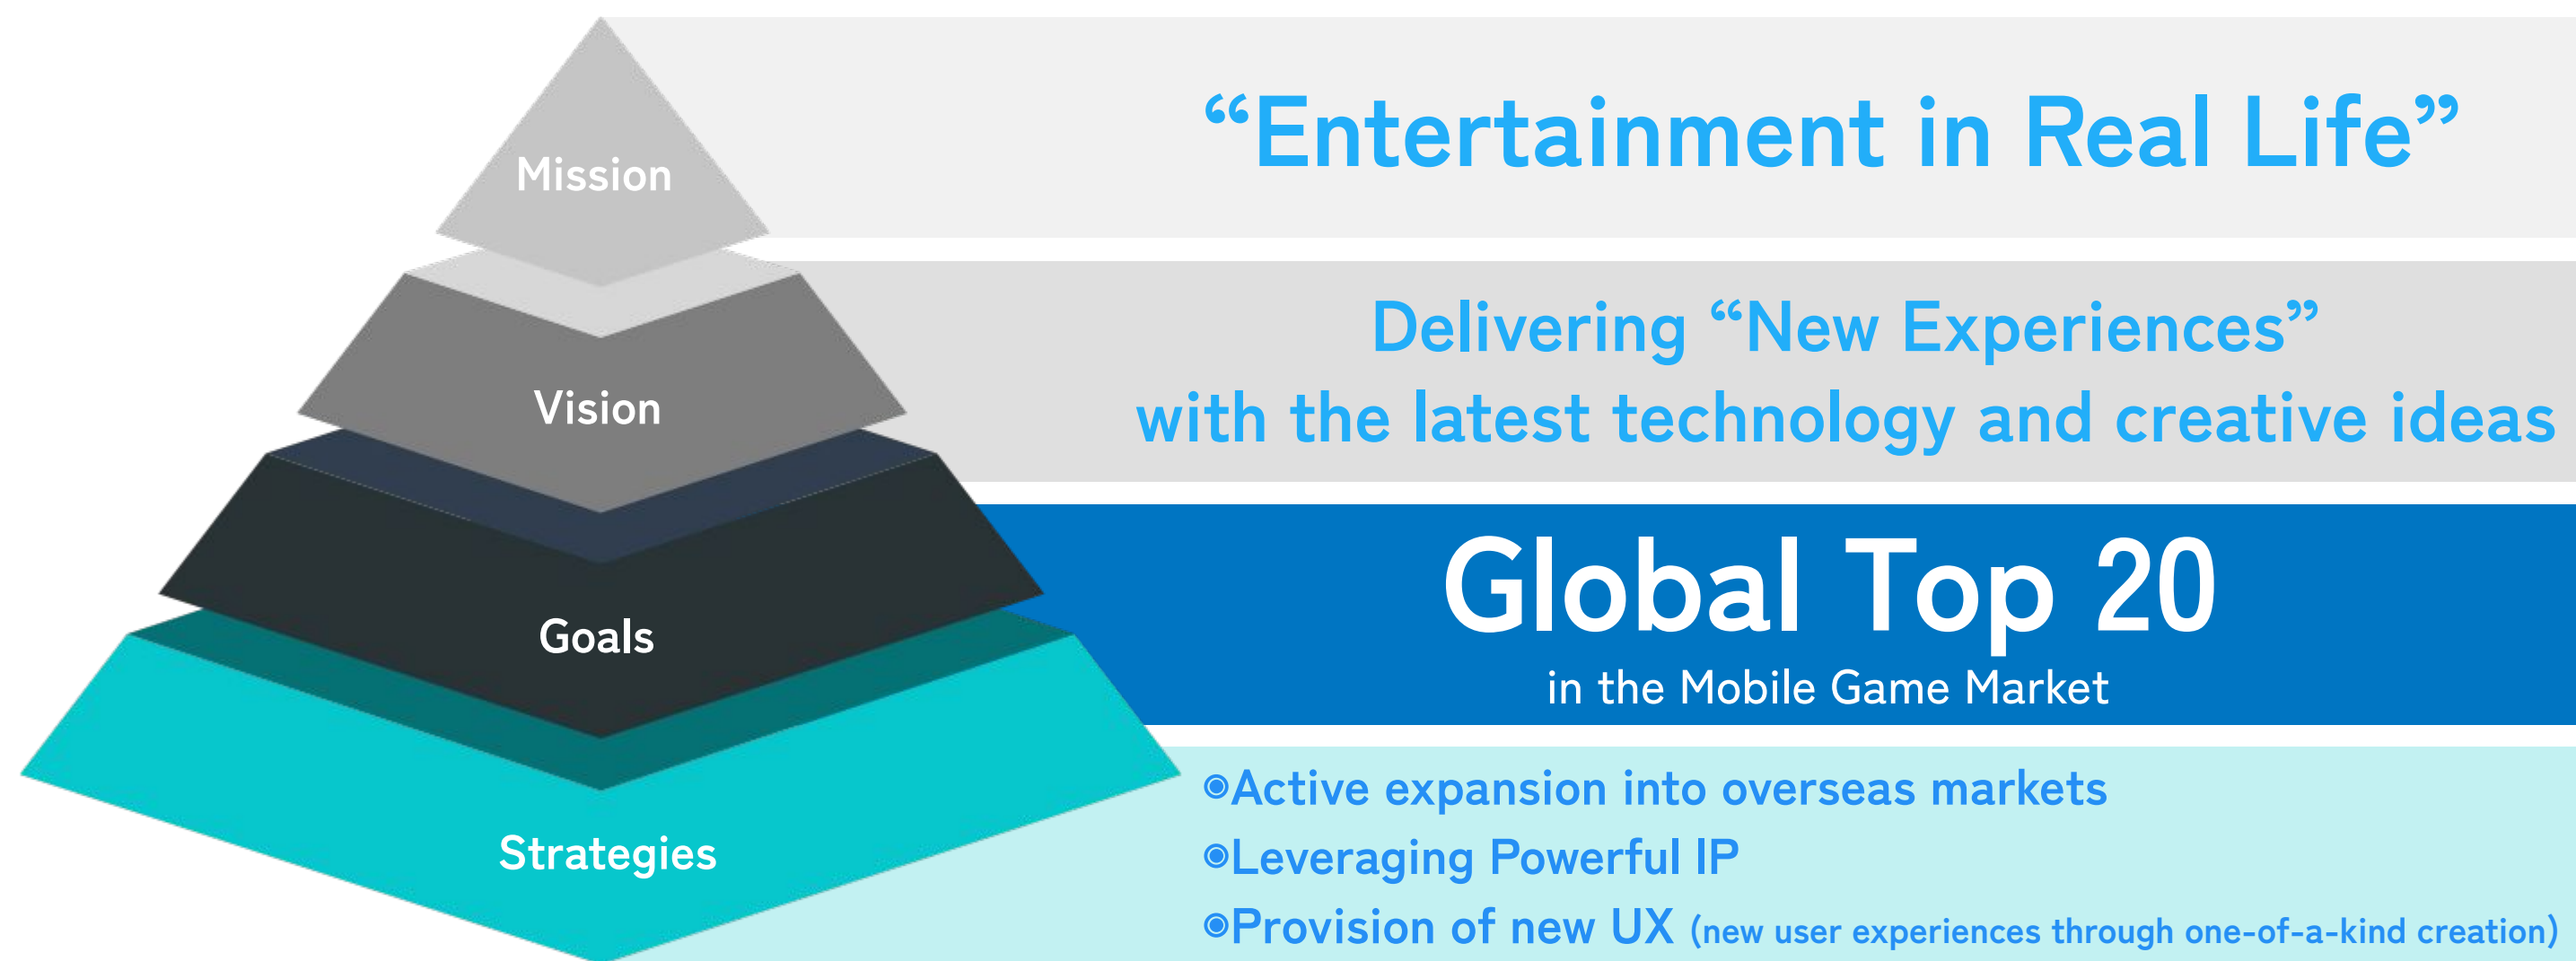 Mission
“Entertainment in Real Life”
Vision
Delivering “New Experiences”
with the latest technology and creative ideas
Goals
Global Top 20
in the Mobile Game Market
Strategies
◉Active expansion into overseas markets
◉Leveraging Powerful IP
◉Provision of new UX (new user experiences through one-of-a-kind creation)